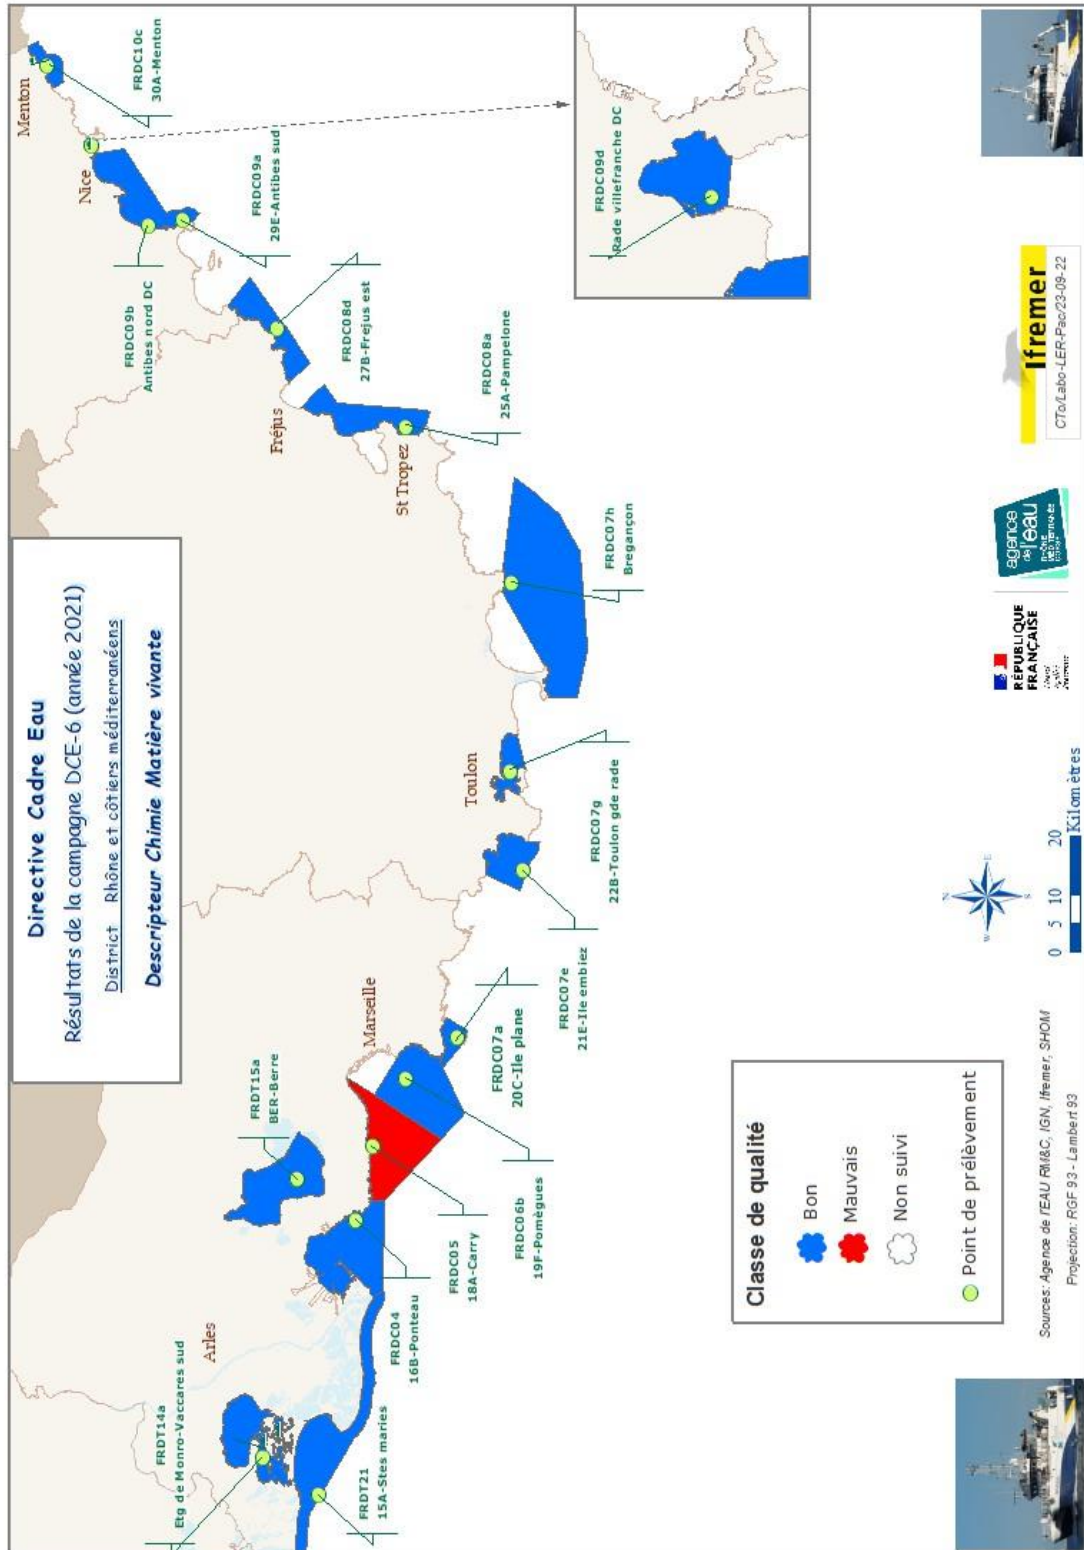 Directive Cadre Eau
Résultats de la campagne DCE-6 (année 2021)
District Rhône et côtiers méditerranéens
Descripteur Chimie Matière vivante
FRDT14a
Etg de Monro-Vaccares sud
Arles
FRDT21
15A-Stes maries
FRDC04
16B-Ponteau
FRDT15a
BER-Berre
FRDC05
18A-Carry
Marseille
FRDC06b
19F-Pomègues
FRDC07a
20C-Ile plane
FRDC07e
21E-Ile embiez
Toulon
FRDC07g
22B-Toulon gde rade
FRDC07h
Bregançon
St Tropez
FRDC08a
25A-Pampelone
Fréjus
FRDC08d
27B-Frejus est
FRDC09b
Antibes nord DC
FRDC09a
29E-Antibes sud
Nice
Menton
FRDC10c
30A-Menton
FRDC09d
Rade villefranche DC
Classe de qualité
Bon
Mauvais
Non suivi
Point de prélèvement
Sources: Agence de l'EAU RM&C, IGN, Ifremer, SHOM
Projection: RGF 93 - Lambert 93
N
W
E
S
0 5 10 20
Kilomètres
RÉPUBLIQUE
FRANÇAISE
Liberté
Égalité
Fraternité
agence
de l'eau
RHÔNE
MÉDITERRANÉE
CORSE
Ifremer
CTo/Labo-LER-Pac/23-09-22